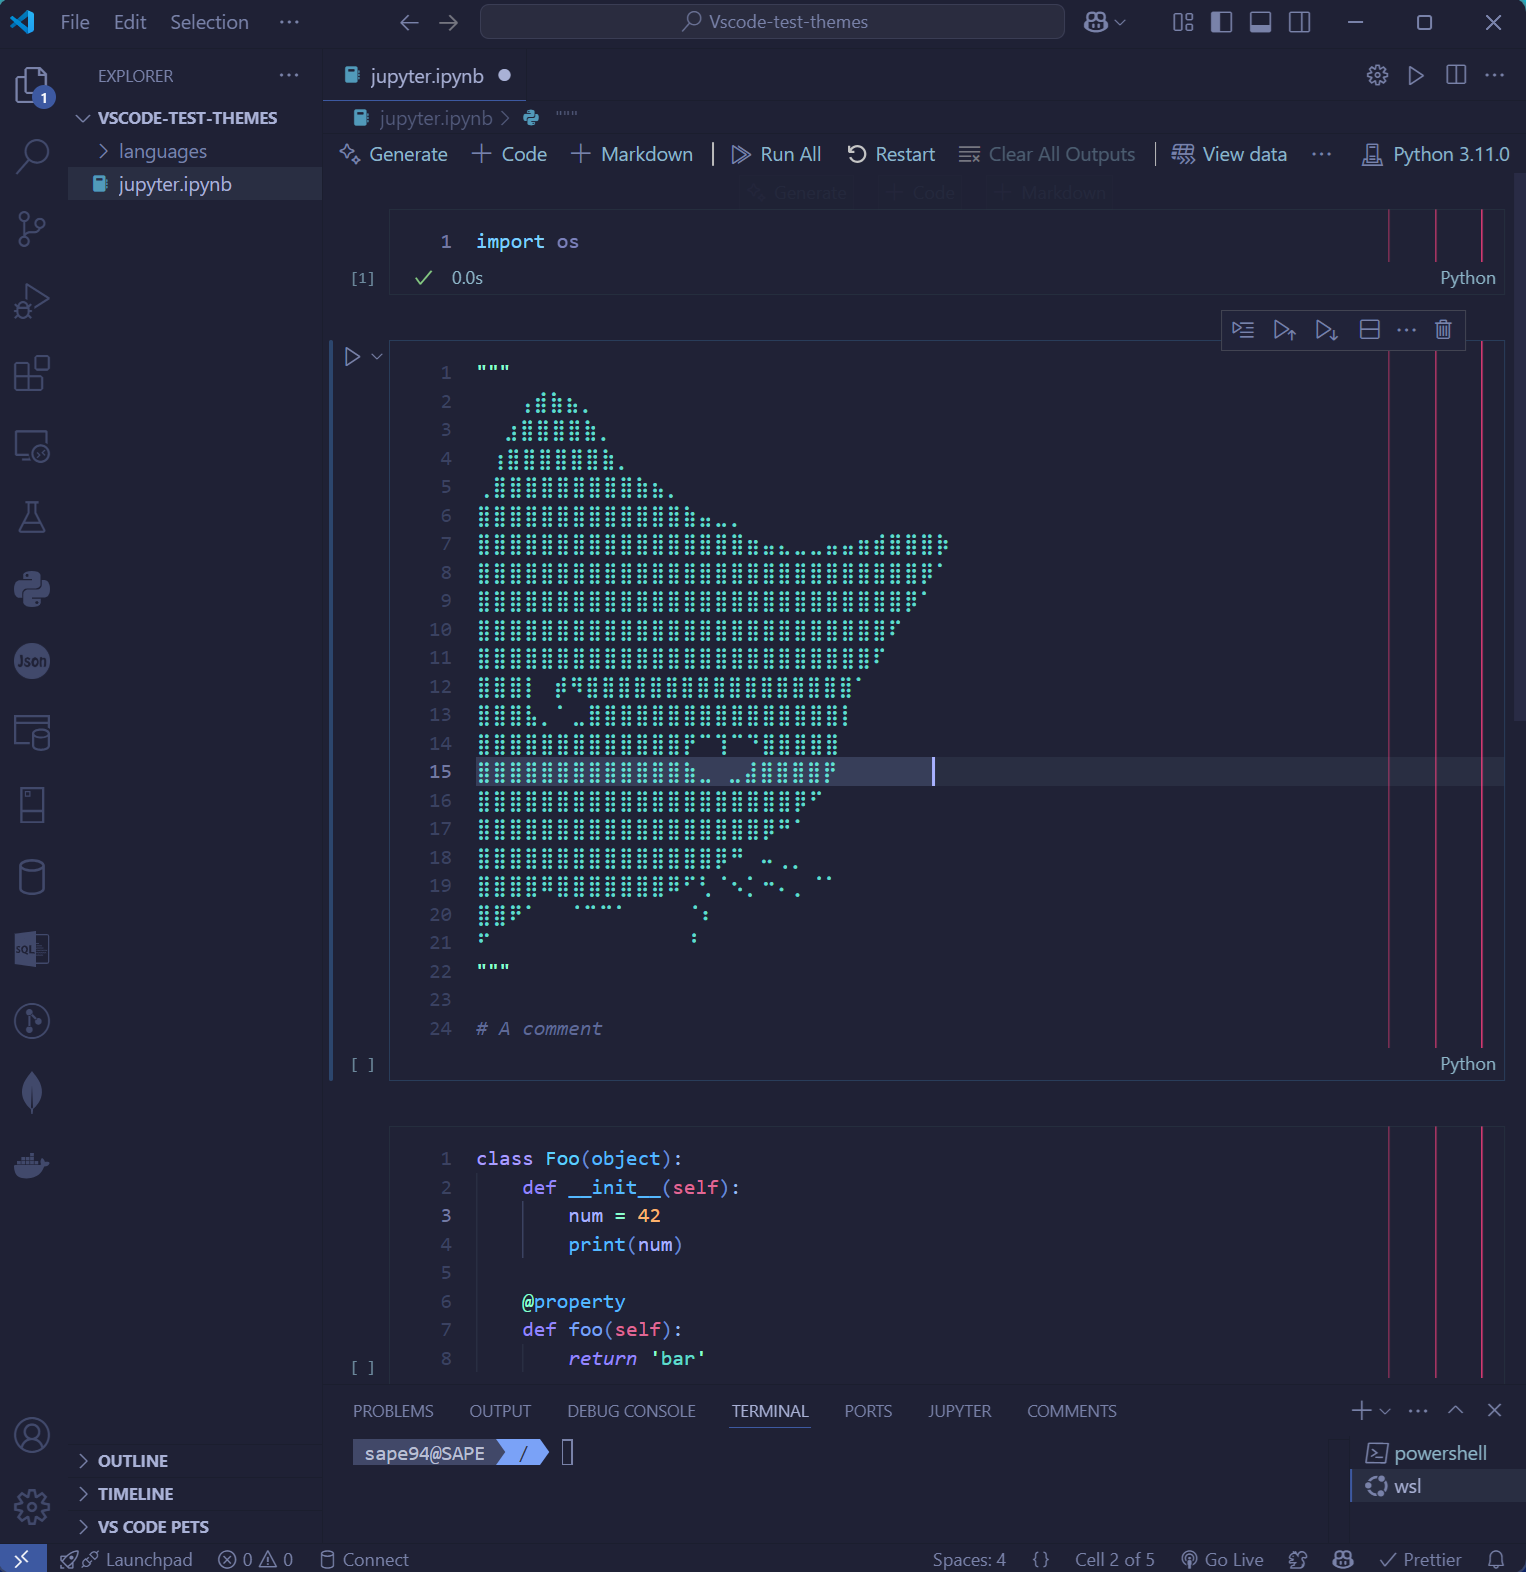 File Edit Selection ··· Vscode-test-themes
EXPLORER ···
1
VSCODE-TEST-THEMES
languages
jupyter.ipynb
Json
SQL
OUTLINE
TIMELINE
VS CODE PETS
jupyter.ipynb
jupyter.ipynb > """
Generate + Code + Markdown | Run All Restart Clear All Outputs | View data ··· Python 3.11.0
Generate + Code + Markdown
1 import os
[1] 0.0s Python
1 """
2
3
4
5
6
7
8
9
10
11
12
13
14
15
16
17
18
19
20
21
22 """
23
24 # A comment
[ ] Python
1 class Foo(object):
2 def __init__(self):
3 num = 42
4 print(num)
5
6 @property
7 def foo(self):
8 return 'bar'
[ ]
PROBLEMS OUTPUT DEBUG CONSOLE TERMINAL PORTS JUPYTER COMMENTS
sape94@SAPE /
powershell
wsl
Launchpad 0 0 Connect Spaces: 4 {} Cell 2 of 5 Go Live Prettier